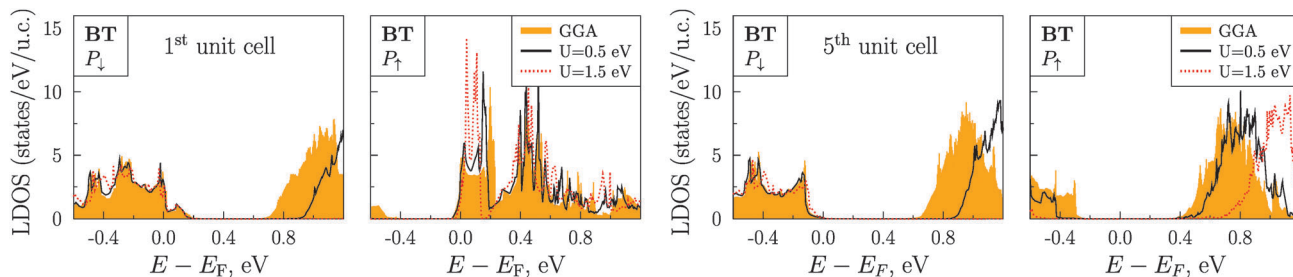 LDOS (states/eV/u.c.)
15
10
5
0
BT
P↓
1st unit cell
-0.4 0.0 0.4 0.8
E − EF, eV
BT
P↑
GGA
U=0.5 eV
U=1.5 eV
-0.4 0.0 0.4 0.8
E − EF, eV
LDOS (states/eV/u.c.)
15
10
5
0
BT
P↓
5th unit cell
-0.4 0.0 0.4 0.8
E − EF, eV
BT
P↑
GGA
U=0.5 eV
U=1.5 eV
-0.4 0.0 0.4 0.8
E − EF, eV